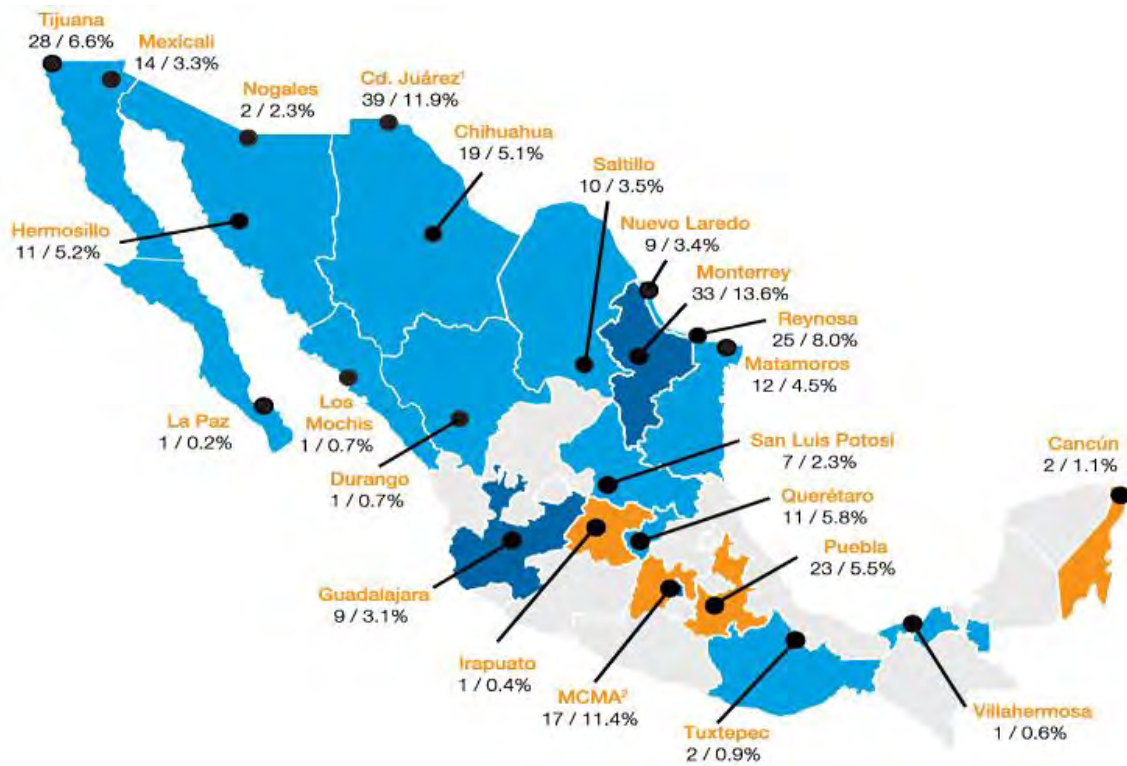 Tijuana
28 / 6.6%
Mexicali
14 / 3.3%
Nogales
2 / 2.3%
Cd. Juárez¹
39 / 11.9%
Chihuahua
19 / 5.1%
Saltillo
10 / 3.5%
Nuevo Laredo
9 / 3.4%
Hermosillo
11 / 5.2%
Monterrey
33 / 13.6%
Reynosa
25 / 8.0%
Matamoros
12 / 4.5%
La Paz
1 / 0.2%
Los
Mochis
1 / 0.7%
Durango
1 / 0.7%
San Luis Potosí
7 / 2.3%
Cancún
2 / 1.1%
Querétaro
11 / 5.8%
Puebla
23 / 5.5%
Guadalajara
9 / 3.1%
Irapuato
1 / 0.4%
MCMA²
17 / 11.4%
Tuxtepec
2 / 0.9%
Villahermosa
1 / 0.6%